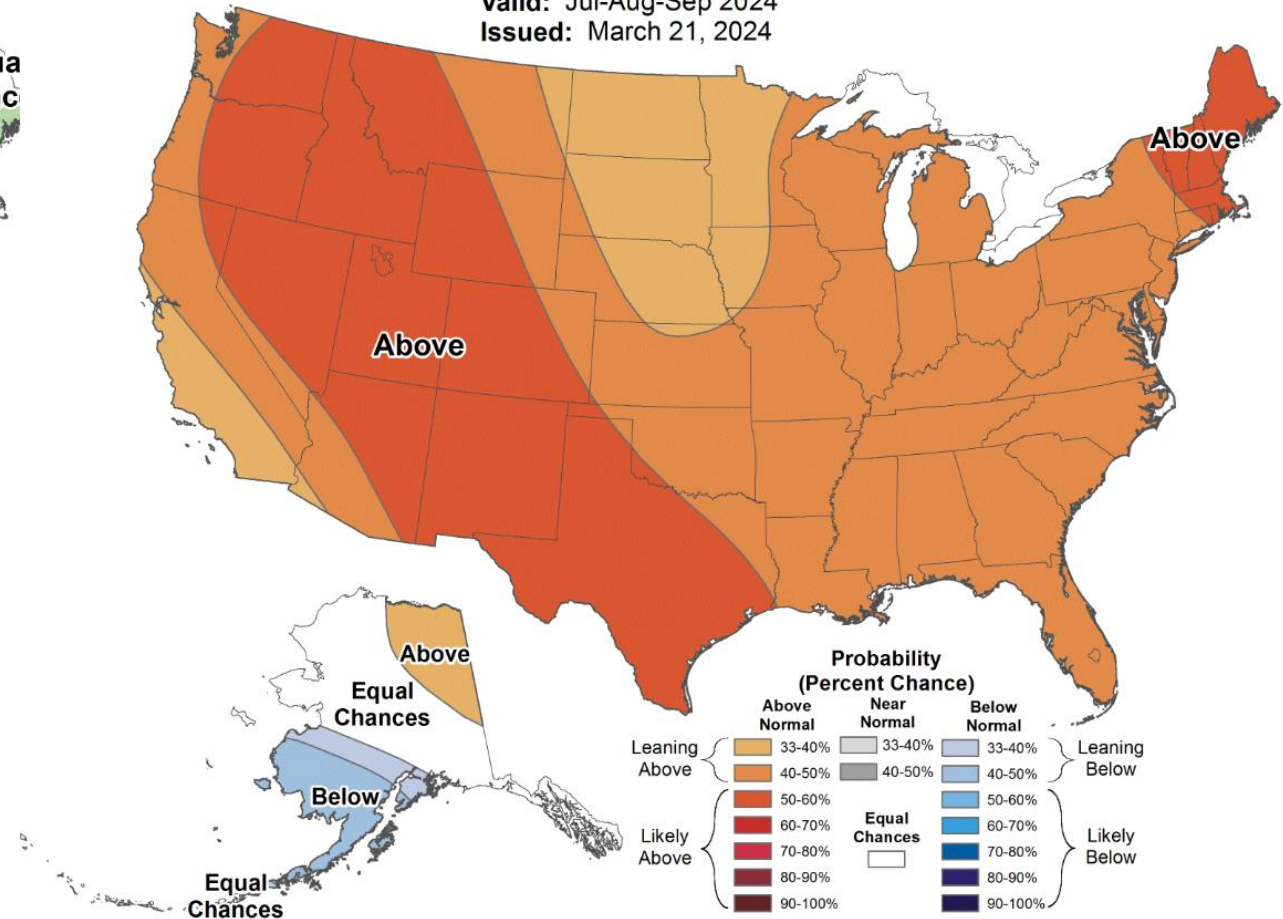 Valid: Jul-Aug-Sep 2024
Issued: March 21, 2024
Above
Above
Above
Equal
Chances
Below
Equal
Chances
Probability
(Percent Chance)
Above
Normal
Near
Normal
Below
Normal
Leaning
Above
33-40%
33-40%
33-40%
Leaning
Below
40-50%
40-50%
40-50%
50-60%
50-60%
60-70%
Equal
Chances
60-70%
Likely
Above
70-80%
70-80%
Likely
Below
80-90%
80-90%
90-100%
90-100%